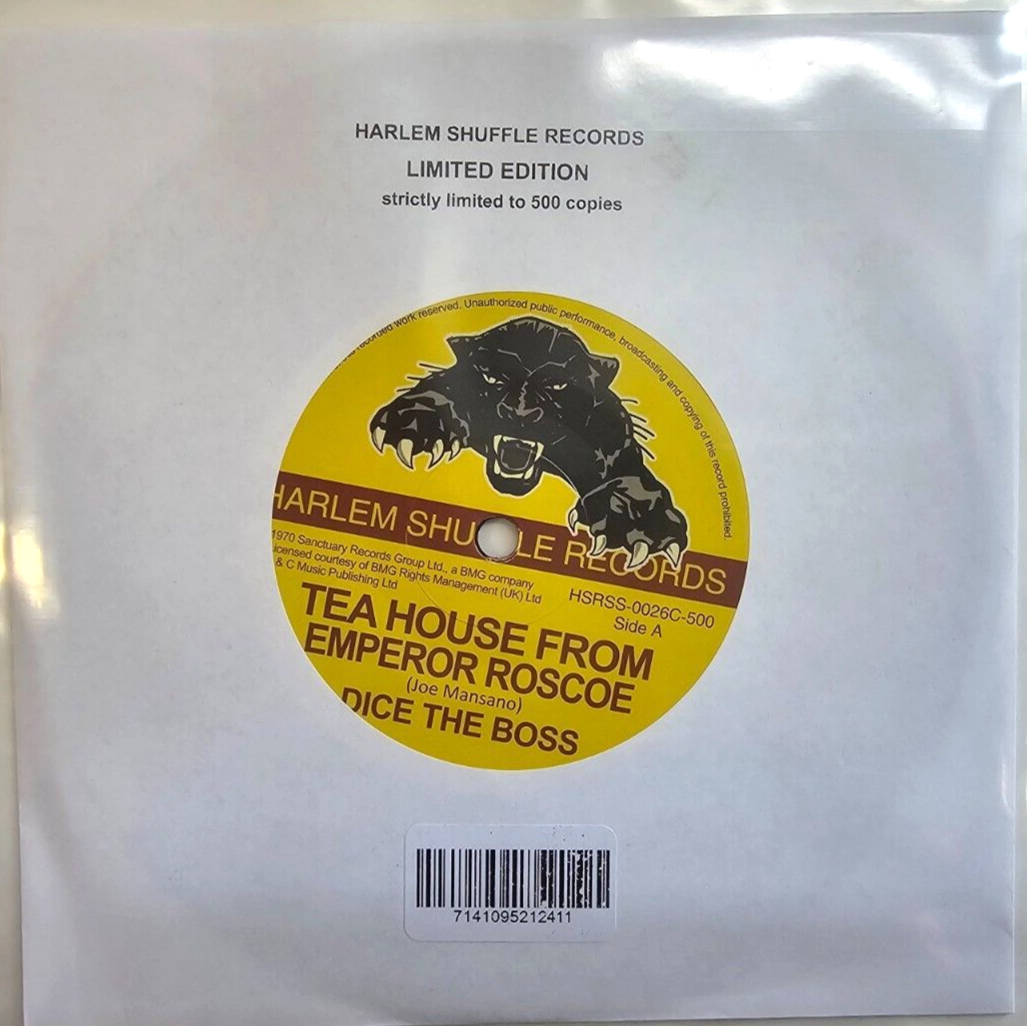 HARLEM SHUFFLE RECORDS
LIMITED EDITION
strictly limited to 500 copies
recorded work reserved. Unauthorized public performance, broadcasting and copying of this record prohibited
HARLEM SHU LE RECORDS
1970 Sanctuary Records Group Ltd., a BMG company
icensed courtesy of BMG Rights Management (UK) Ltd
& C Music Publishing Ltd
HSRSS-0026C-500
Side A
TEA HOUSE FROM
EMPEROR ROSCOE
(Joe Mansano)
DICE THE BOSS
7141095212411